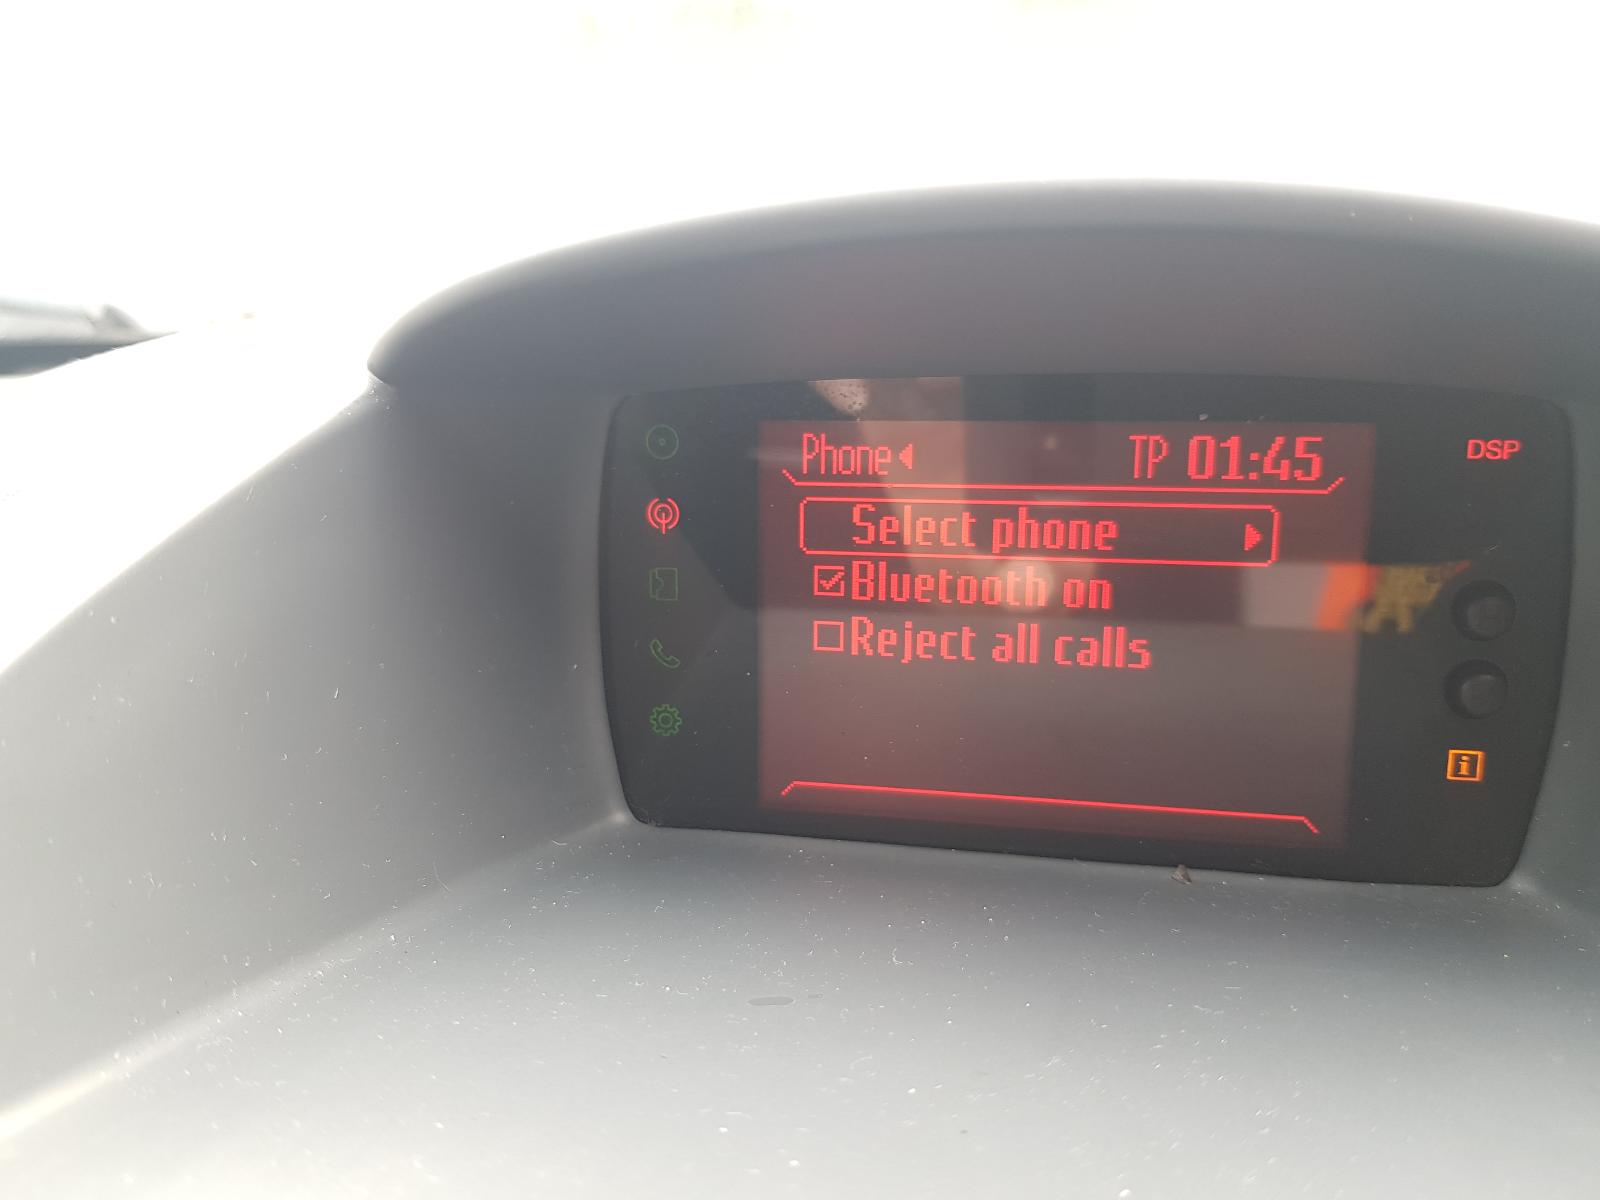 Phone TP 01:45 DSP
Select phone
Bluetooth on
Reject all calls
i